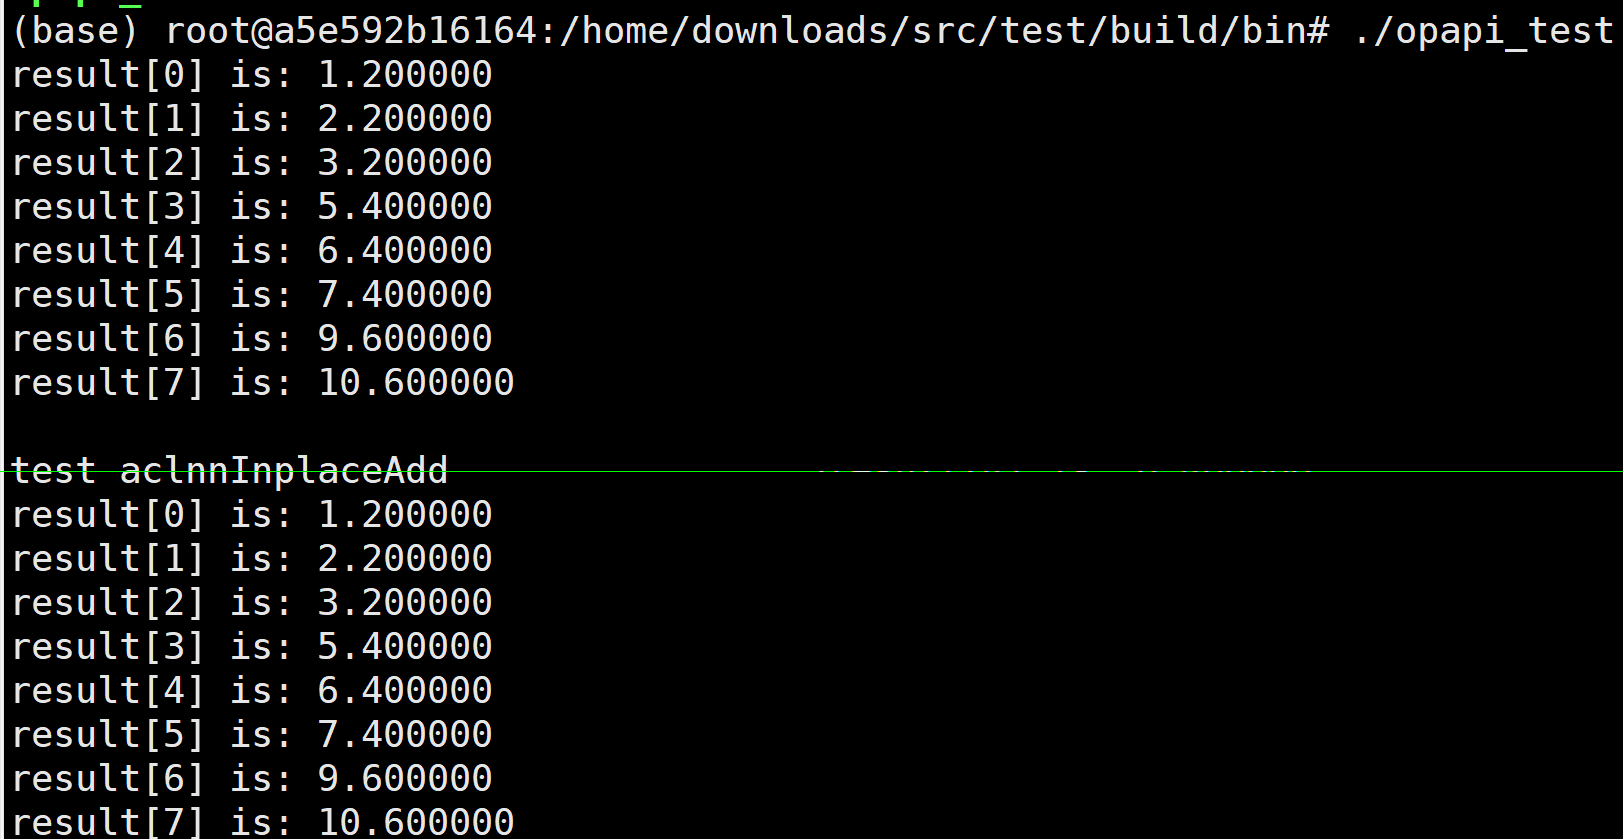 (base) root@a5e592b16164:/home/downloads/src/test/build/bin# ./opapi_test
result[0] is: 1.200000
result[1] is: 2.200000
result[2] is: 3.200000
result[3] is: 5.400000
result[4] is: 6.400000
result[5] is: 7.400000
result[6] is: 9.600000
result[7] is: 10.600000
test aclnnInplaceAdd
result[0] is: 1.200000
result[1] is: 2.200000
result[2] is: 3.200000
result[3] is: 5.400000
result[4] is: 6.400000
result[5] is: 7.400000
result[6] is: 9.600000
result[7] is: 10.600000